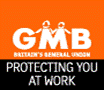 GMB
BRITAIN'S GENERAL UNION
PROTECTING YOU
AT WORK